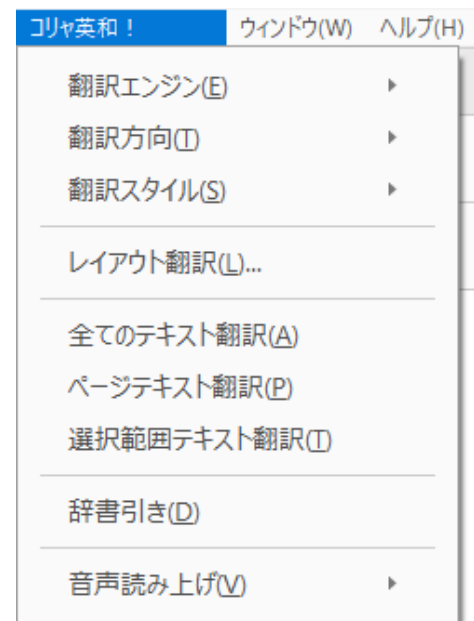 コリャ英和！ ウィンドウ(W) ヘルプ(H)
翻訳エンジン(E)
翻訳方向(T)
翻訳スタイル(S)
レイアウト翻訳(L)...
全てのテキスト翻訳(A)
ページテキスト翻訳(P)
選択範囲テキスト翻訳(T)
辞書引き(D)
音声読み上げ(V)